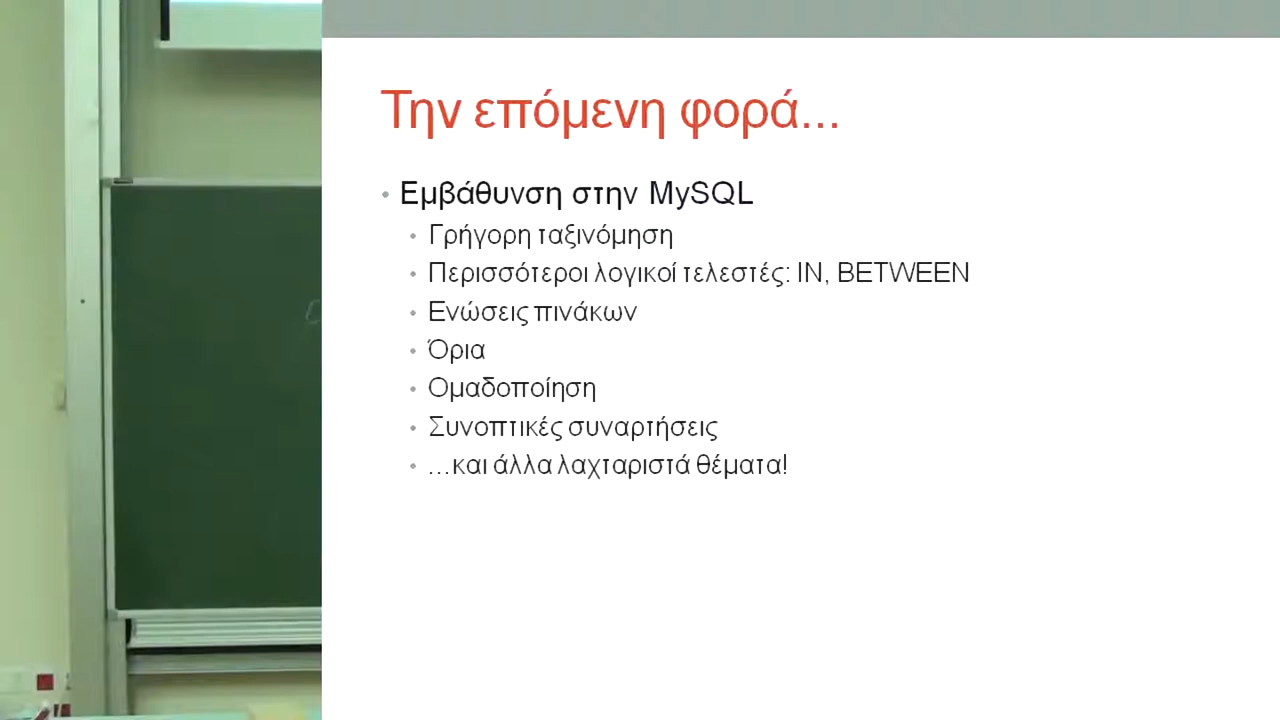 Την επόμενη φορά...
• Εμβάθυνση στην MySQL
• Γρήγορη ταξινόμηση
• Περισσότεροι λογικοί τελεστές: IN, BETWEEN
• Ενώσεις πινάκων
• Όρια
• Ομαδοποίηση
• Συνοπτικές συναρτήσεις
• ...και άλλα λαχταριστά θέματα!